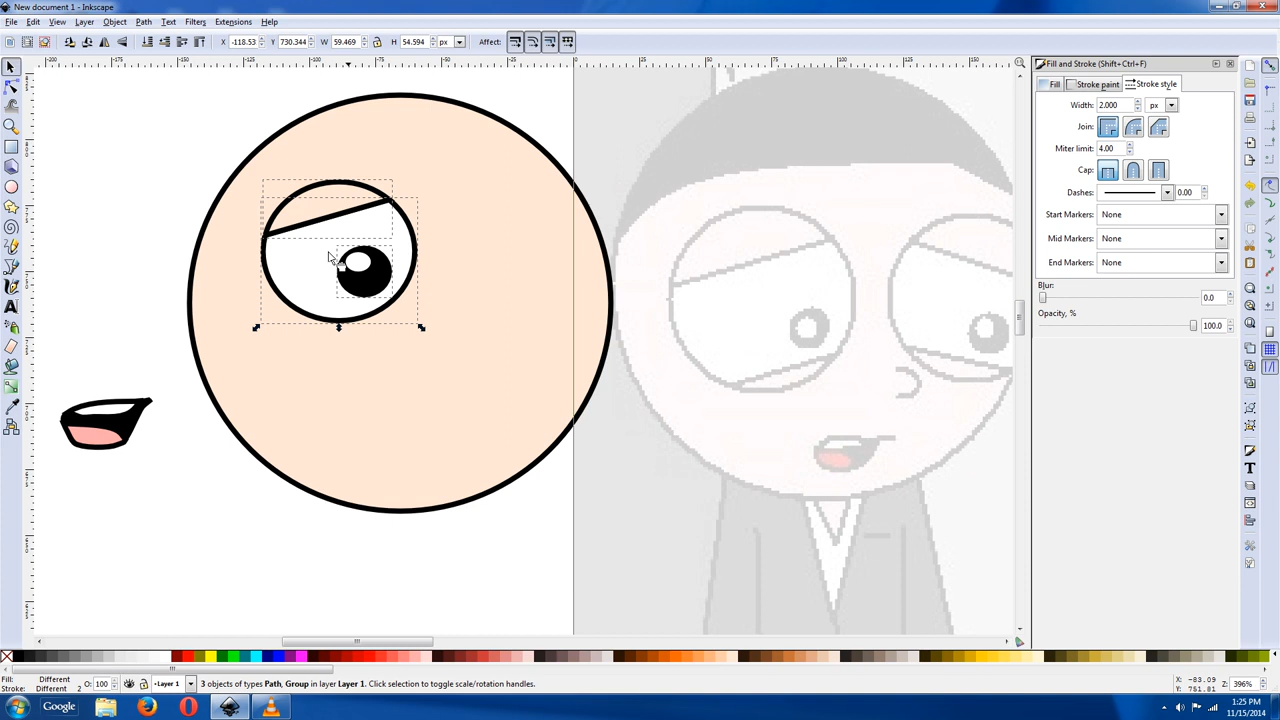 New document 1 - Inkscape
File Edit View Layer Object Path Text Filters Extensions Help
X -118.53 Y 730.344 W 59.469 H 54.594 px Affect:
Fill and Stroke (Shift+Ctrl+F)
Fill Stroke paint Stroke style
Width: 2.000 px
Join:
Miter limit: 4.00
Cap:
Dashes: 0.00
Start Markers: None
Mid Markers: None
End Markers: None
Blur:
0.0
Opacity, %
100.0
Fill: Different
Stroke: Different 2 O: 100 Layer 1 3 objects of types Path, Group in layer Layer 1. Click selection to toggle scale/rotation handles.
X: -83.09
Y: 761.81
Z: 396%
Google
1:25 PM
11/15/2014